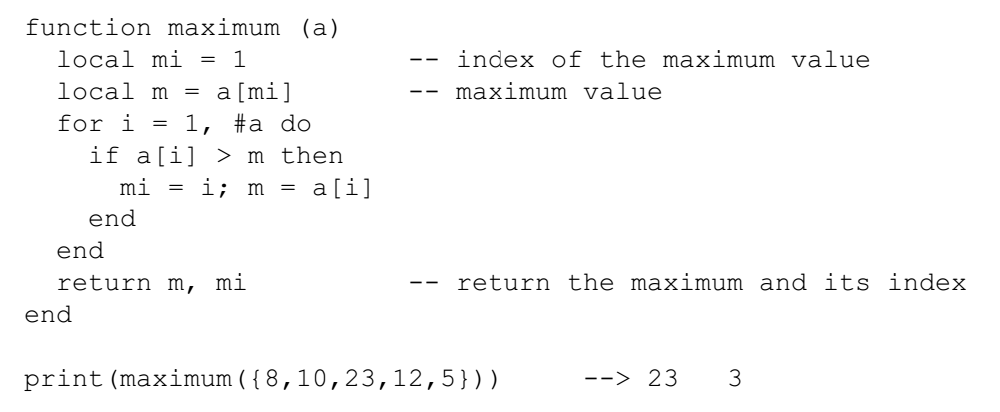 function maximum (a)
  local mi = 1          -- index of the maximum value
  local m = a[mi]       -- maximum value
  for i = 1, #a do
    if a[i] > m then
      mi = i; m = a[i]
    end
  end
  return m, mi          -- return the maximum and its index
end

print(maximum({8,10,23,12,5}))     --> 23   3